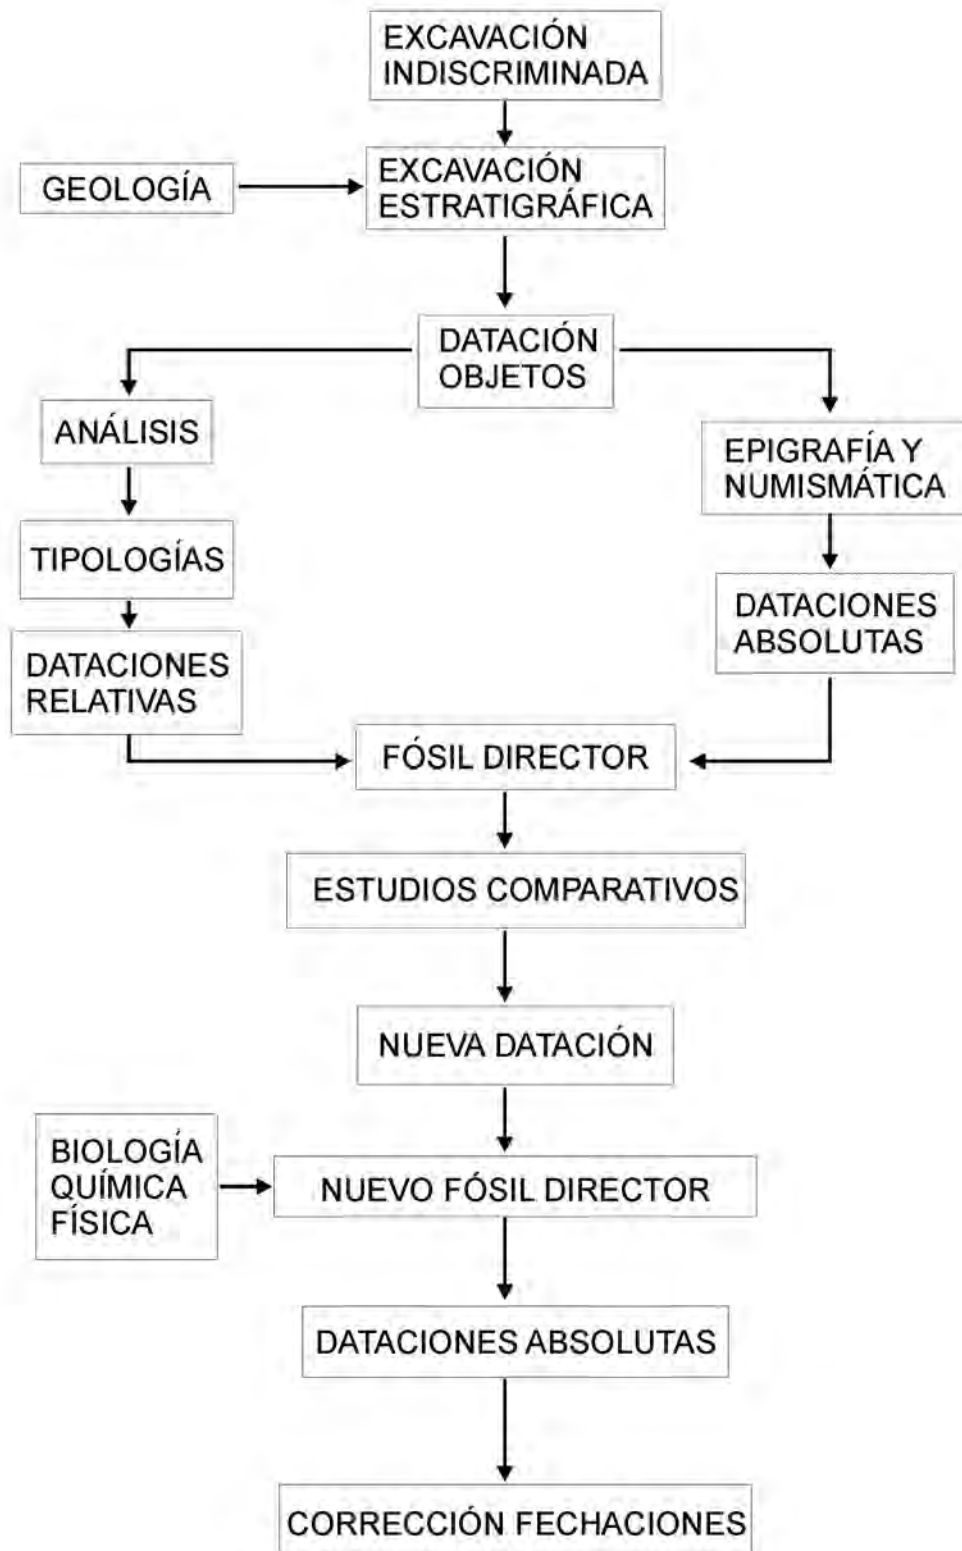 EXCAVACIÓN
INDISCRIMINADA
GEOLOGÍA
EXCAVACIÓN
ESTRATIGRÁFICA
DATACIÓN
OBJETOS
ANÁLISIS
EPIGRAFÍA Y
NUMISMÁTICA
TIPOLOGÍAS
DATACIONES
ABSOLUTAS
DATACIONES
RELATIVAS
FÓSIL DIRECTOR
ESTUDIOS COMPARATIVOS
NUEVA DATACIÓN
BIOLOGÍA
QUÍMICA
FÍSICA
NUEVO FÓSIL DIRECTOR
DATACIONES ABSOLUTAS
CORRECCIÓN FECHACIONES